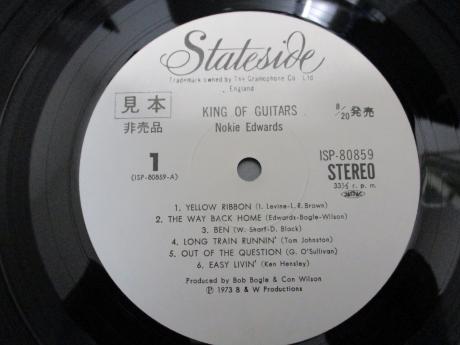 Stateside
Trademark owned by The Gramophone Co. Ltd
England
見本
非売品
KING OF GUITARS
Nokie Edwards
8/20発売
1
(ISP-80859-A)
ISP-80859
STEREO
33⅓ r. p. m.
1. YELLOW RIBBON (I. Levine-L.R. Brown)
2. THE WAY BACK HOME (Edwards-Bogle-Wilson)
3. BEN (W. Sharf-D. Black)
4. LONG TRAIN RUNNIN' (Tom Johnston)
5. OUT OF THE QUESTION (G. O'Sullivan)
6. EASY LIVIN' (Ken Hensley)
Produced by Bob Bogle & Con Wilson
Ⓟ 1973 B & W Productions